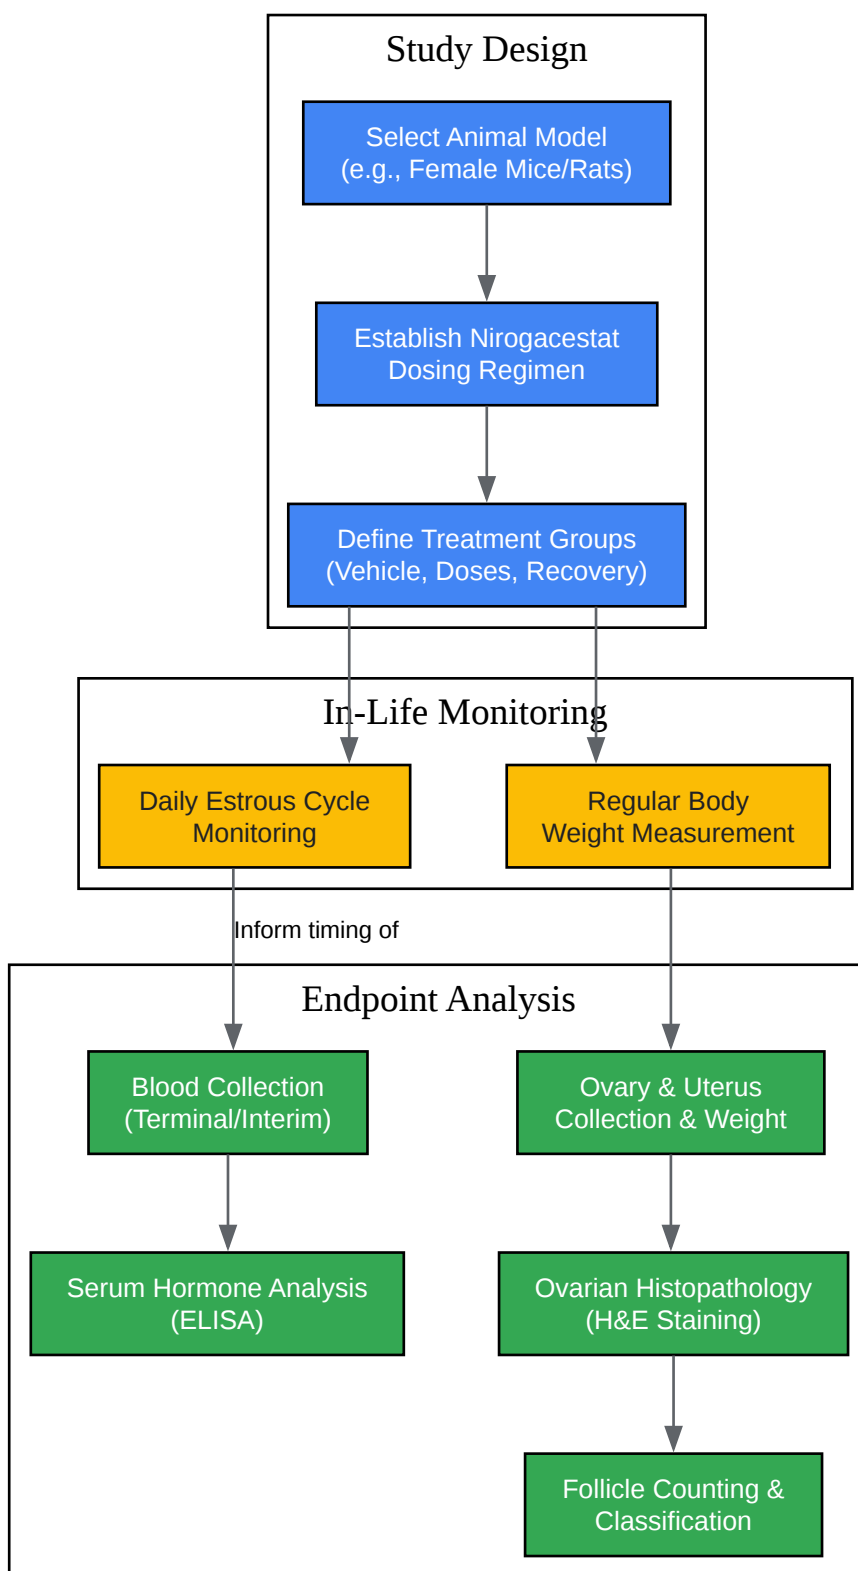 Study Design
Select Animal Model
(e.g., Female Mice/Rats)
Establish Nirogacestat
Dosing Regimen
Define Treatment Groups
(Vehicle, Doses, Recovery)
In-Life Monitoring
Daily Estrous Cycle
Monitoring
Regular Body
Weight Measurement
Inform timing of
Endpoint Analysis
Blood Collection
(Terminal/Interim)
Ovary & Uterus
Collection & Weight
Serum Hormone Analysis
(ELISA)
Ovarian Histopathology
(H&E Staining)
Follicle Counting &
Classification